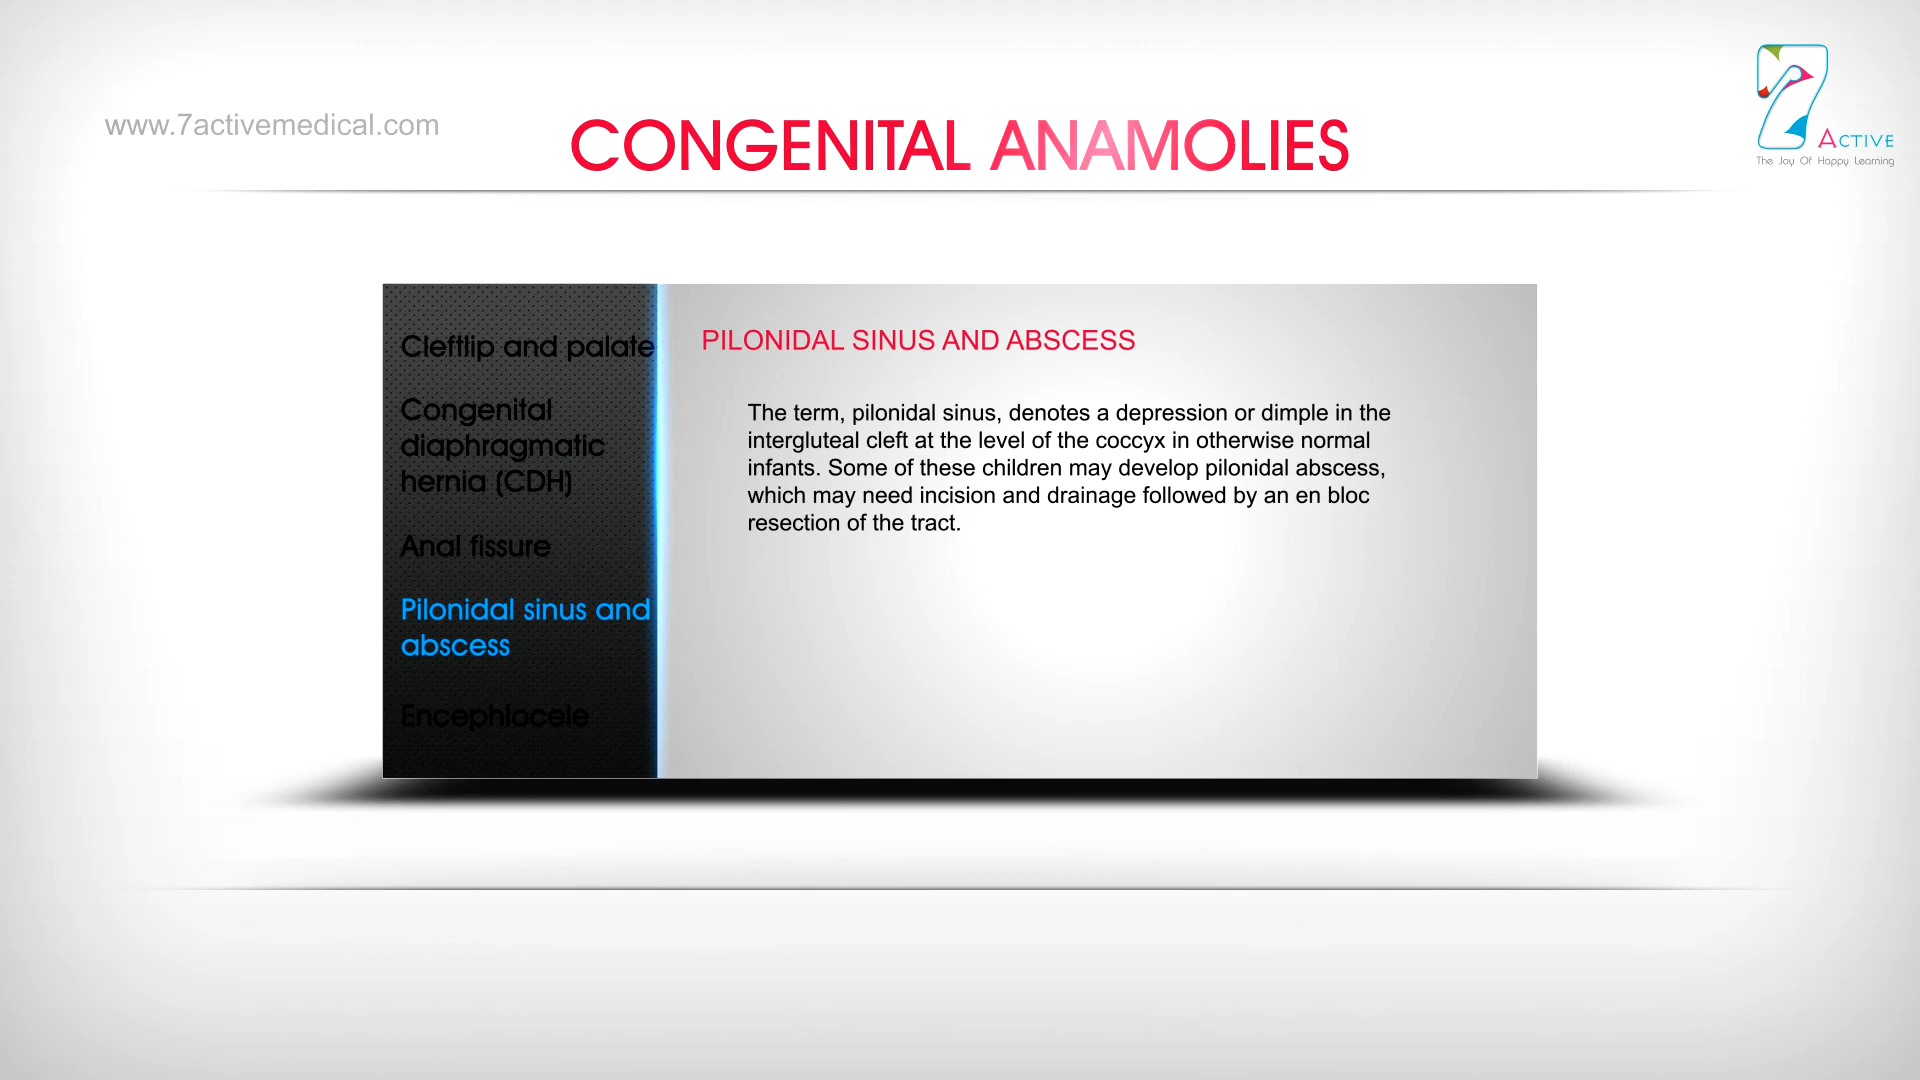 www.7activemedical.com
CONGENITAL ANAMOLIES
7
ACTIVE
The Joy Of Happy Learning
Cleftlip and palate
Congenital
diaphragmatic
hernia (CDH)
Anal fissure
Pilonidal sinus and
abscess
Encephlocele
PILONIDAL SINUS AND ABSCESS
The term, pilonidal sinus, denotes a depression or dimple in the
intergluteal cleft at the level of the coccyx in otherwise normal
infants. Some of these children may develop pilonidal abscess,
which may need incision and drainage followed by an en bloc
resection of the tract.